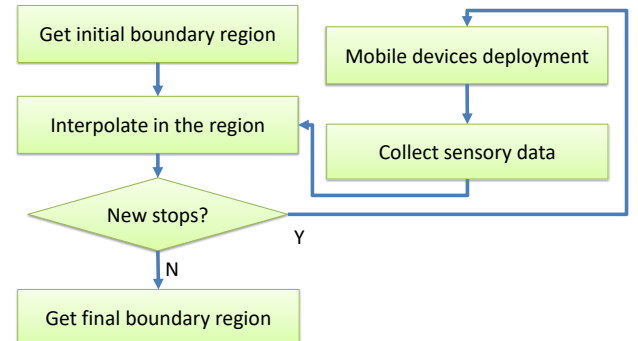 Get initial boundary region
Mobile devices deployment
Interpolate in the region
Collect sensory data
New stops?
Y
N
Get final boundary region